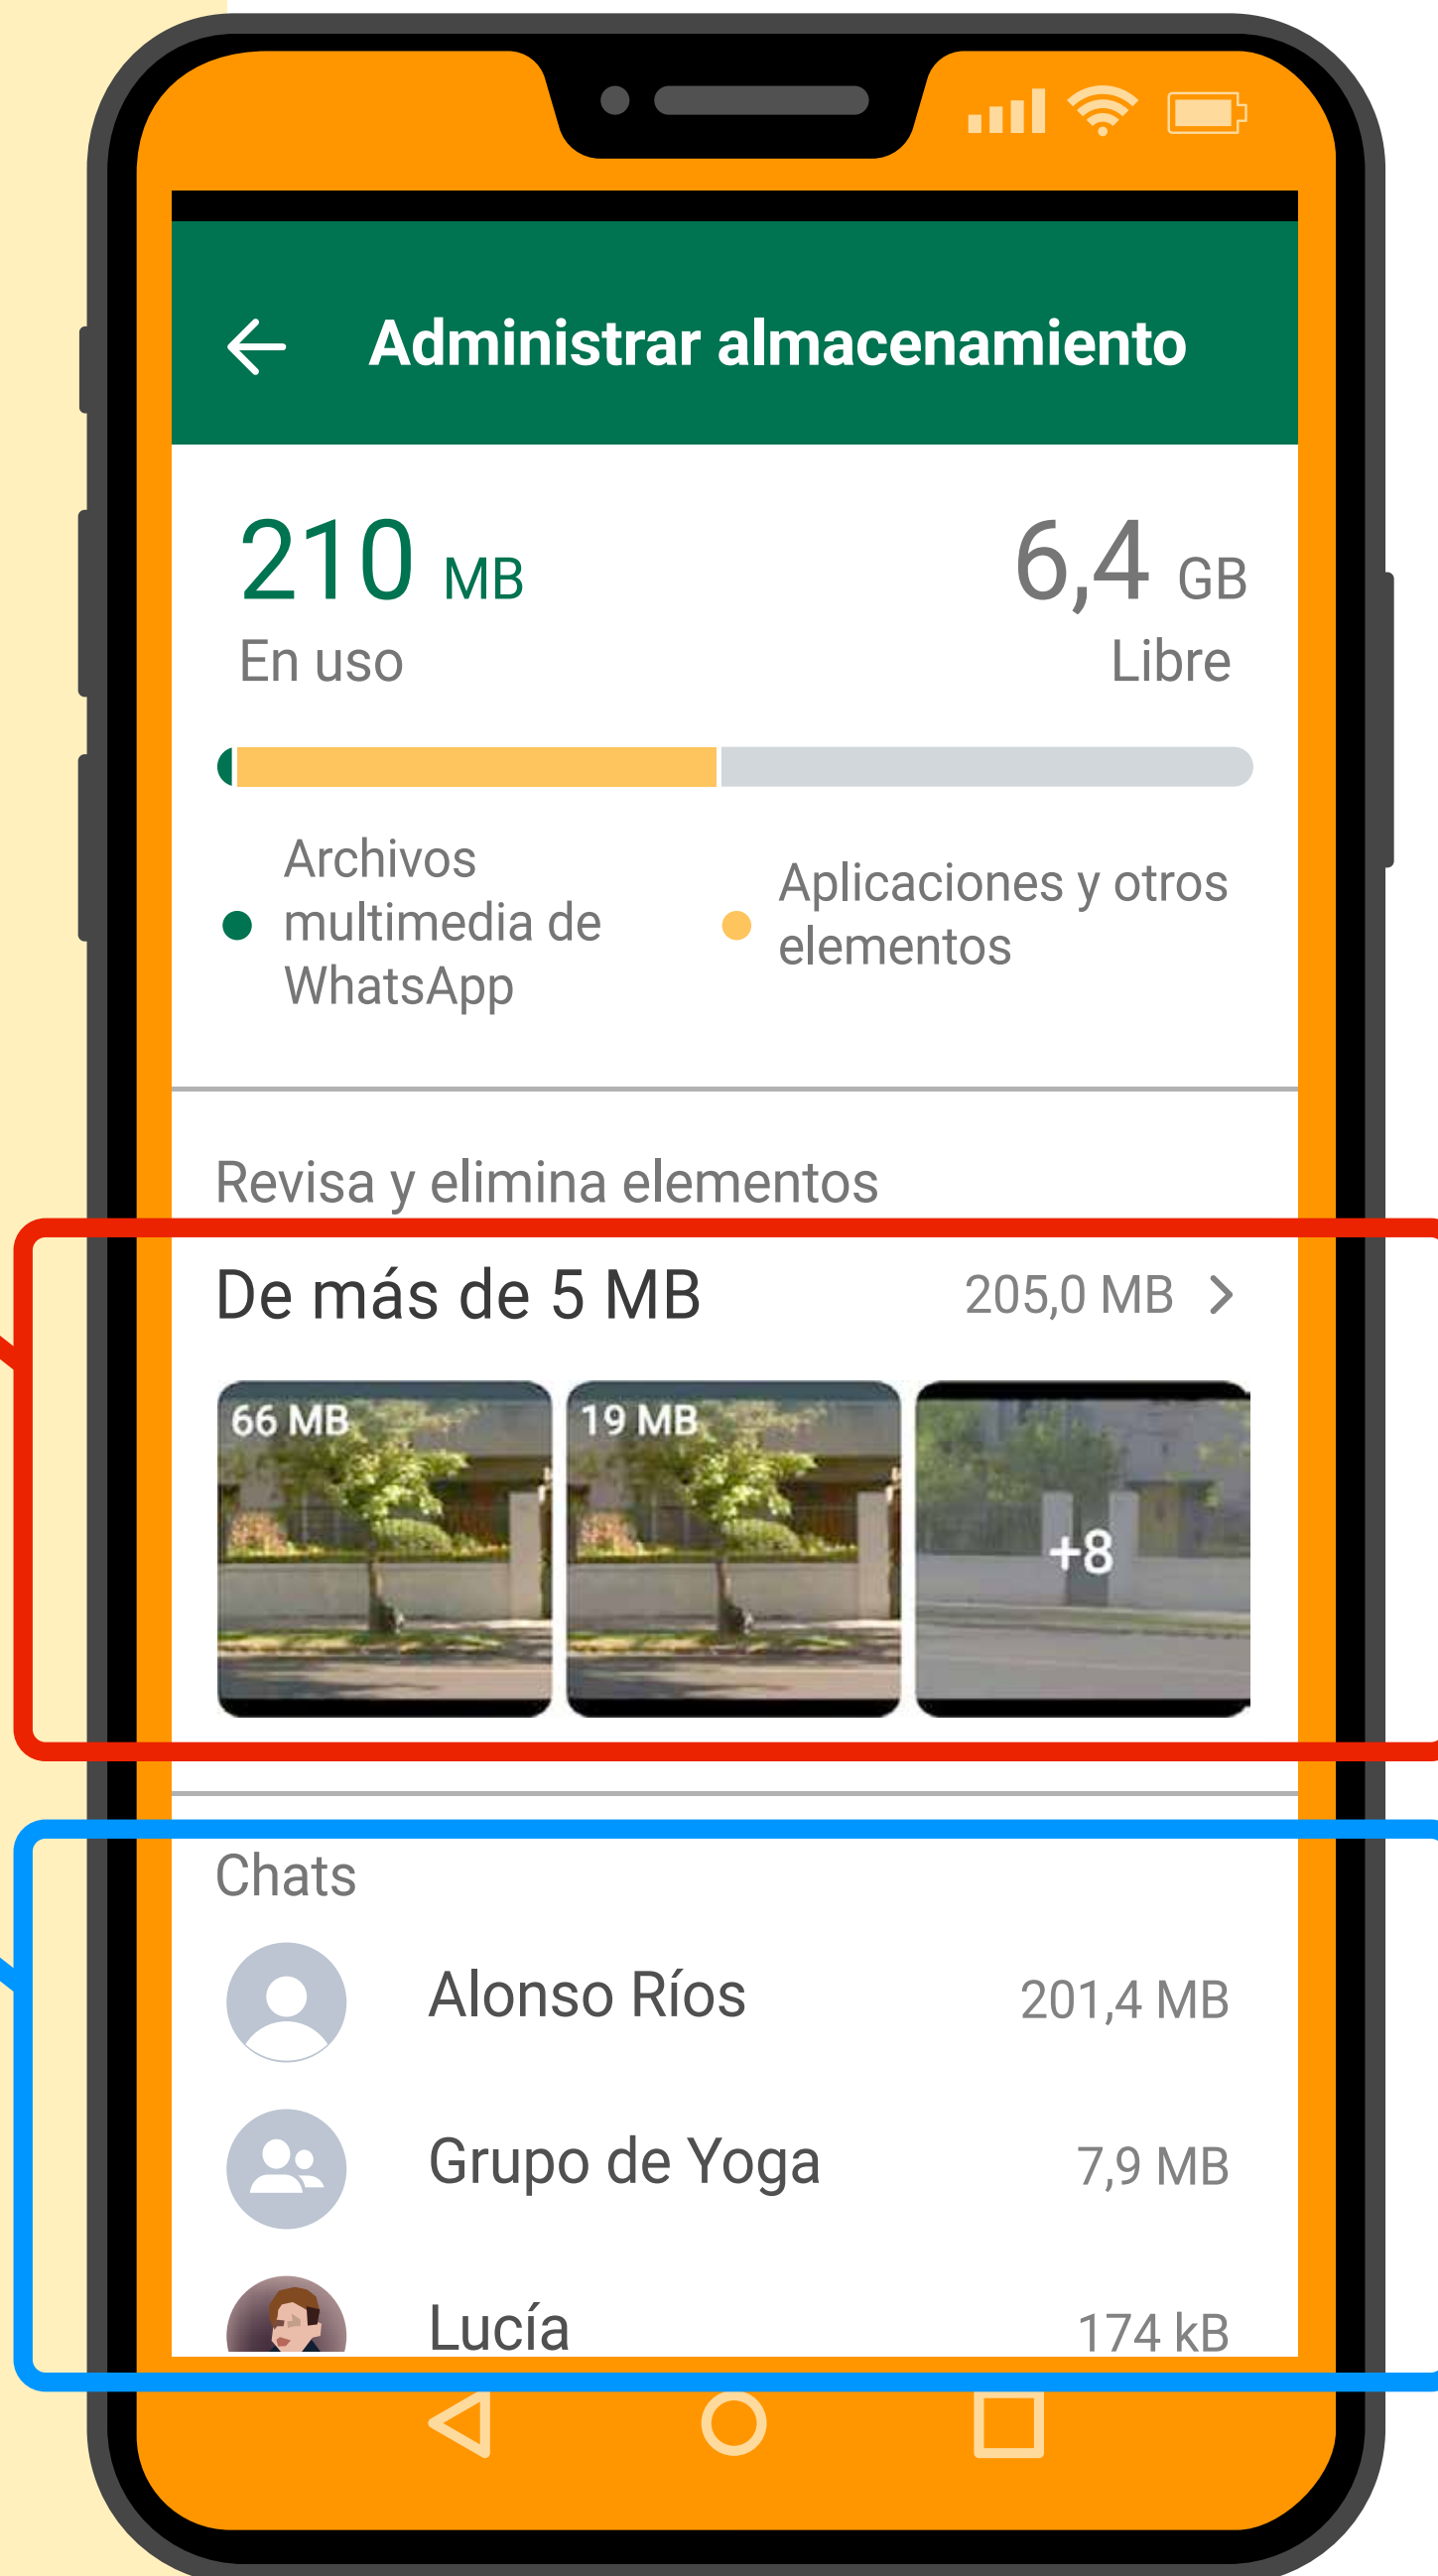 Administrar almacenamiento
210 MB
6,4 GB
En uso
Libre
Archivos
multimedia de
WhatsApp
Aplicaciones y otros
elementos
Revisa y elimina elementos
De más de 5 MB
205,0 MB
66 MB
19 MB
+8
Chats
Alonso Ríos
201,4 MB
Grupo de Yoga
7,9 MB
Lucía
174 kB